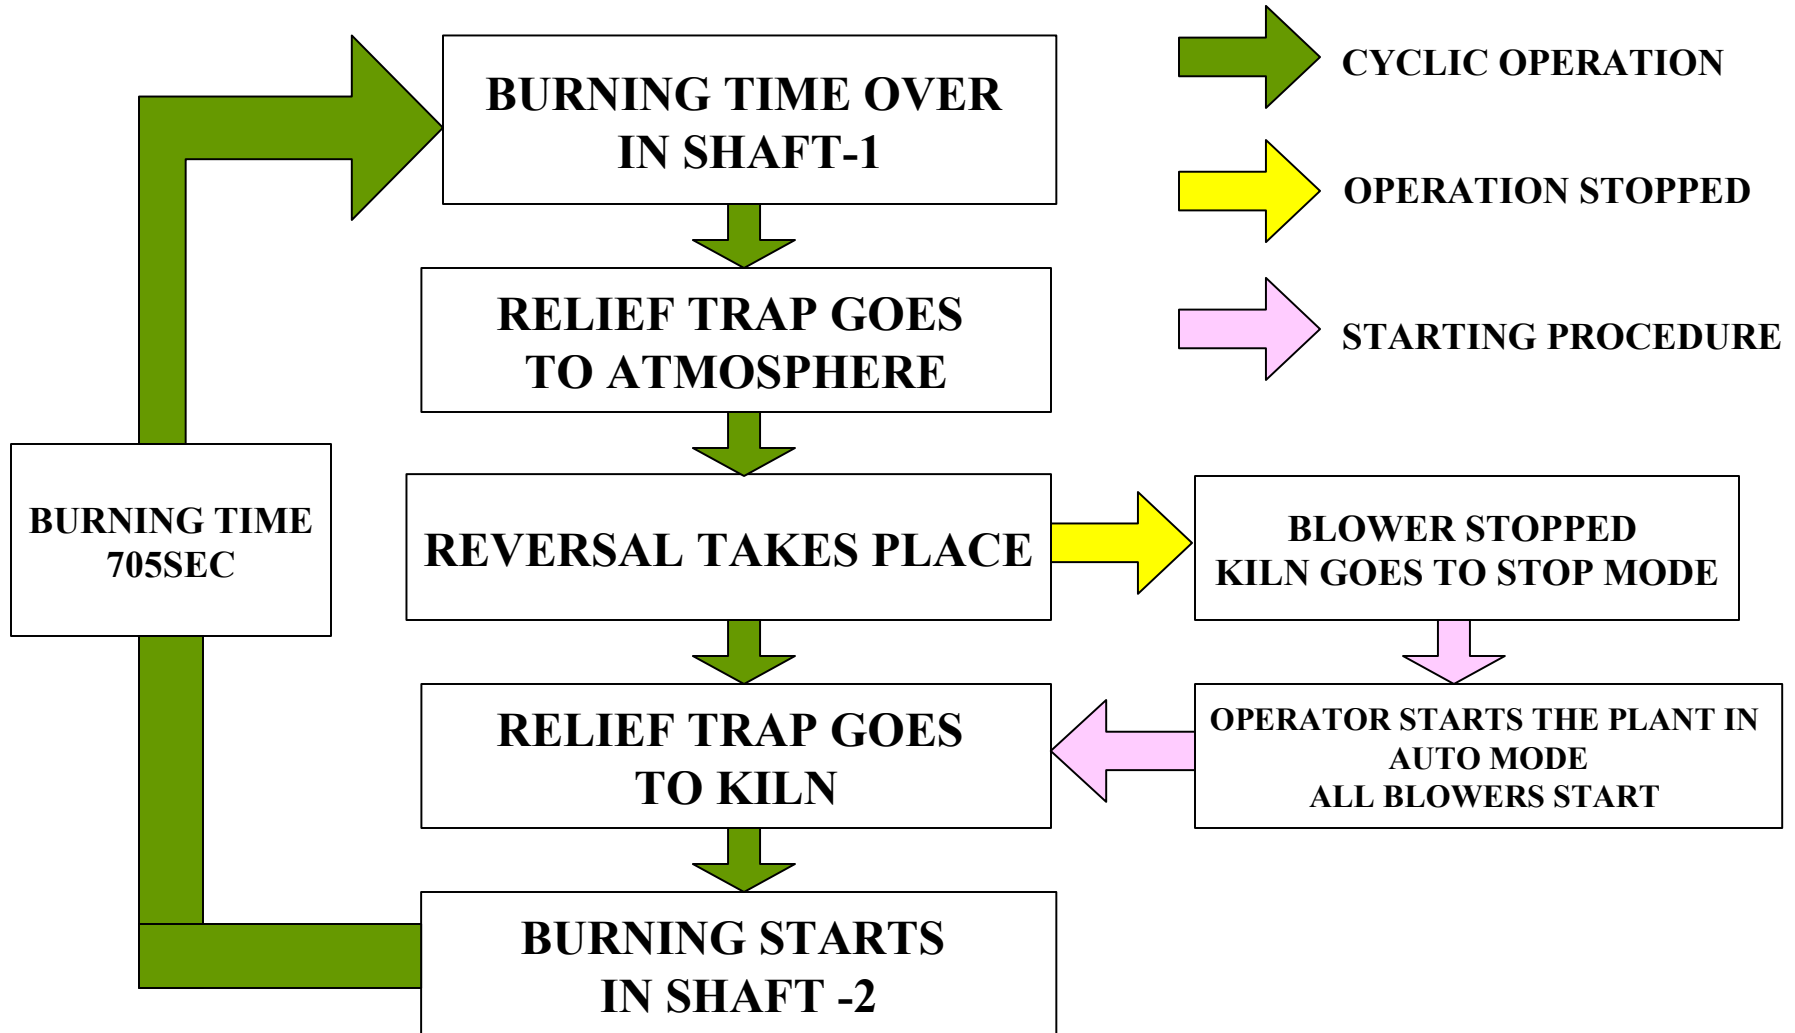 BURNING TIME OVER
IN SHAFT-1
CYCLIC OPERATION
OPERATION STOPPED
STARTING PROCEDURE
RELIEF TRAP GOES
TO ATMOSPHERE
BURNING TIME
705SEC
REVERSAL TAKES PLACE
BLOWER STOPPED
KILN GOES TO STOP MODE
RELIEF TRAP GOES
TO KILN
OPERATOR STARTS THE PLANT IN
AUTO MODE
ALL BLOWERS START
BURNING STARTS
IN SHAFT -2